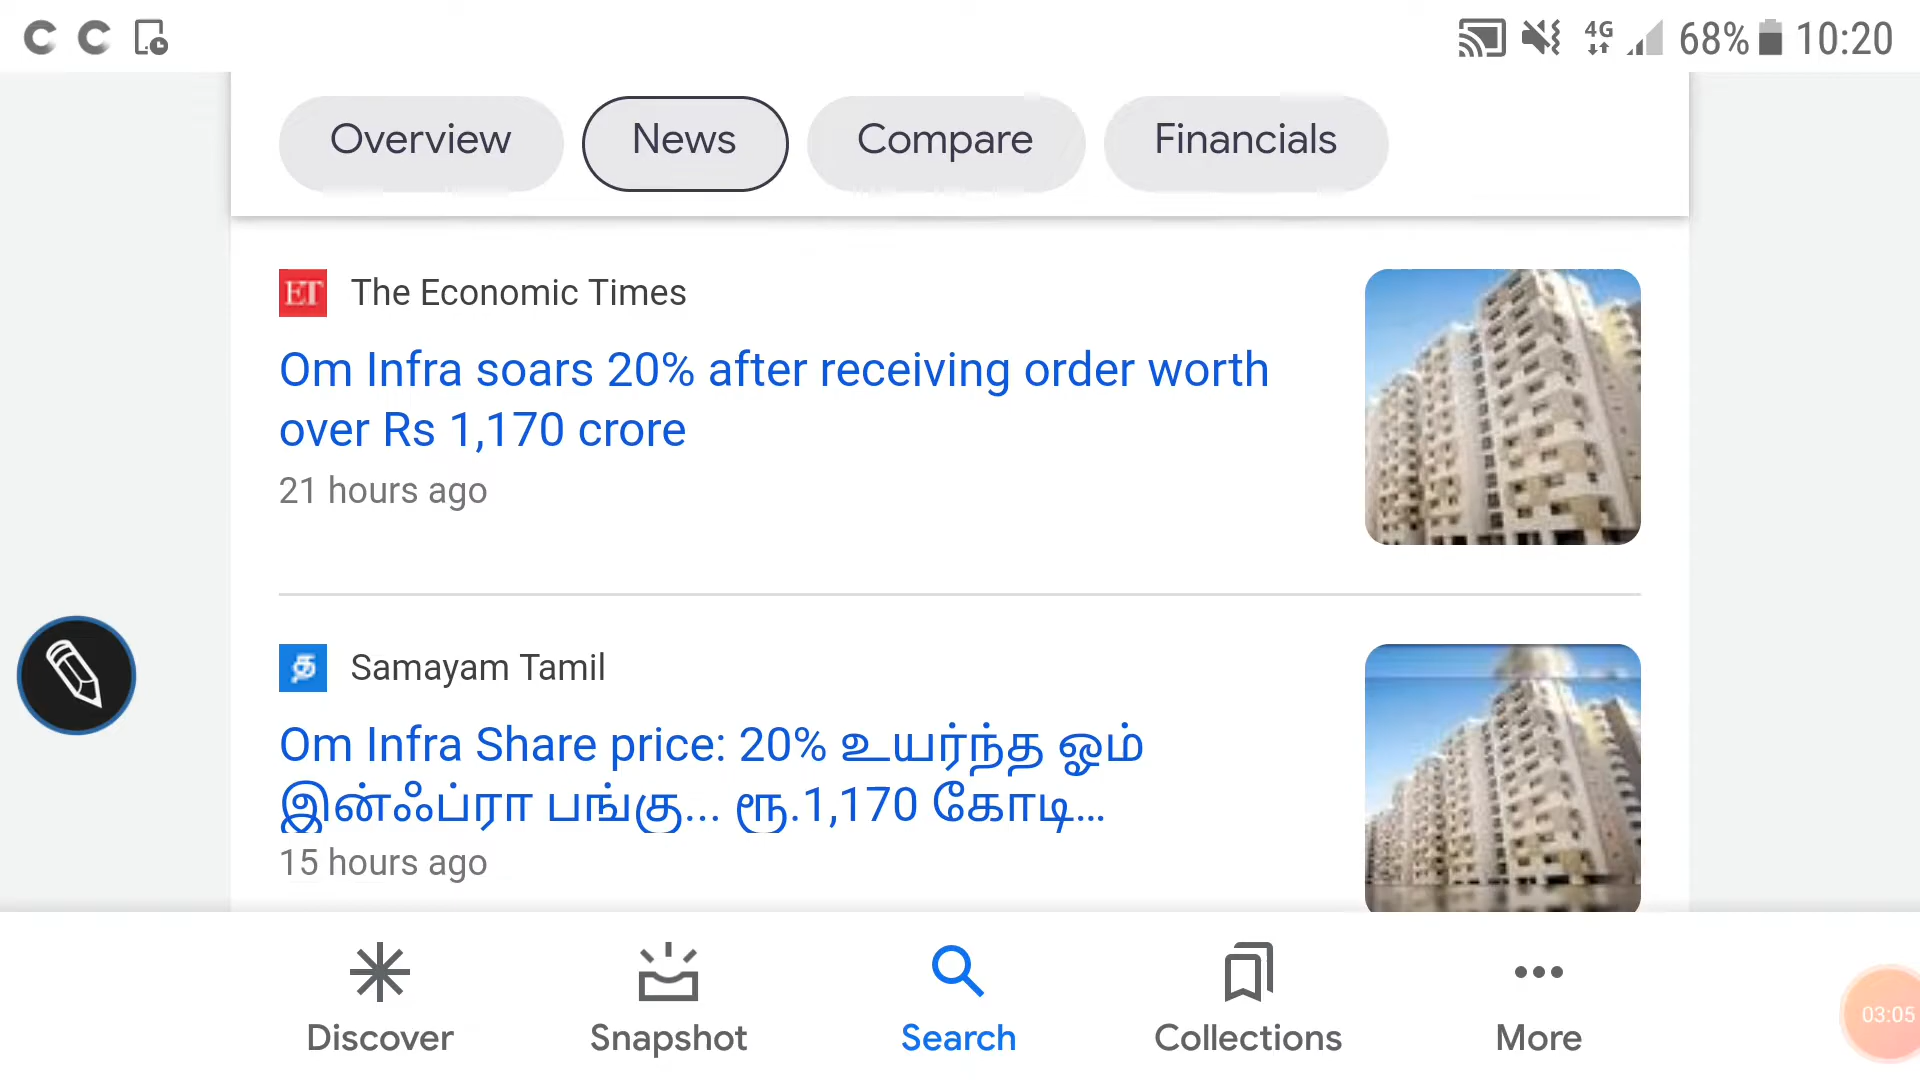 4G 68% 10:20
Overview News Compare Financials
ET The Economic Times
Om Infra soars 20% after receiving order worth
over Rs 1,170 crore
21 hours ago
த Samayam Tamil
Om Infra Share price: 20% உயர்ந்த ஓம்
இன்ஃப்ரா பங்கு... ரூ.1,170 கோடி...
15 hours ago
Discover Snapshot Search Collections More
03:05